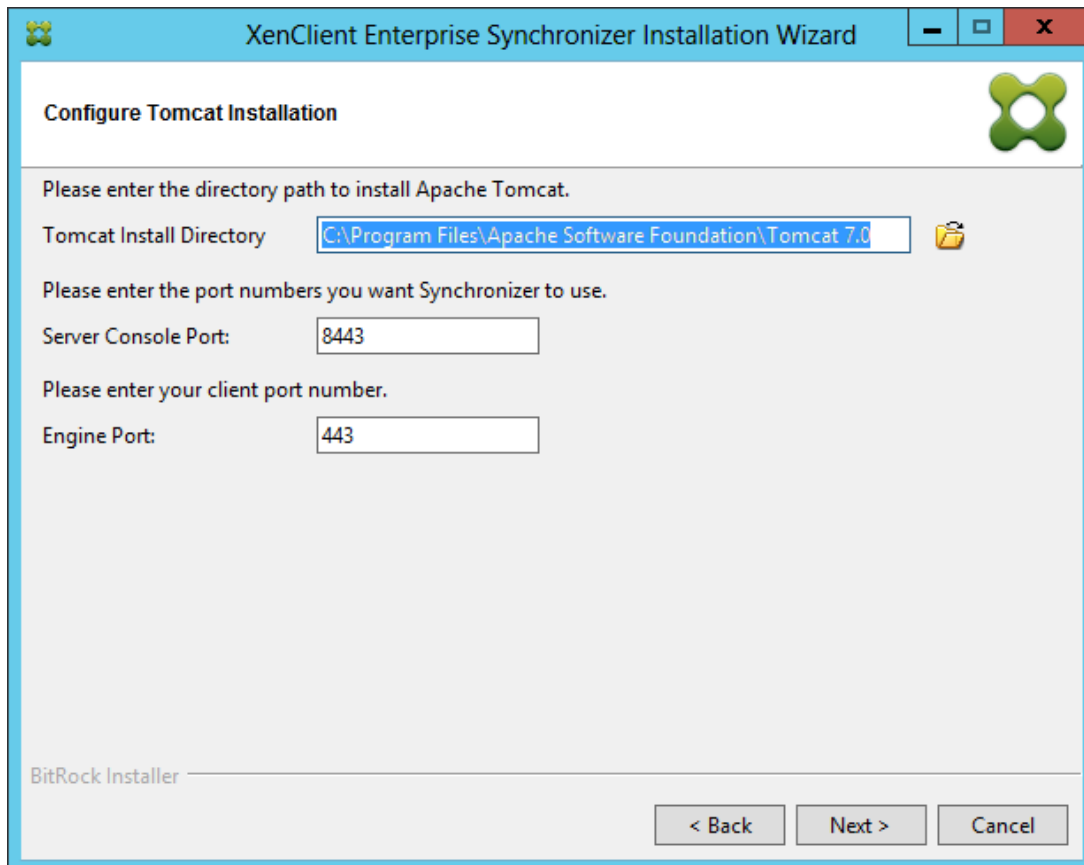 XenClient Enterprise Synchronizer Installation Wizard
Configure Tomcat Installation
Please enter the directory path to install Apache Tomcat.
Tomcat Install Directory C:\Program Files\Apache Software Foundation\Tomcat 7.0
Please enter the port numbers you want Synchronizer to use.
Server Console Port: 8443
Please enter your client port number.
Engine Port: 443
BitRock Installer
< Back Next > Cancel